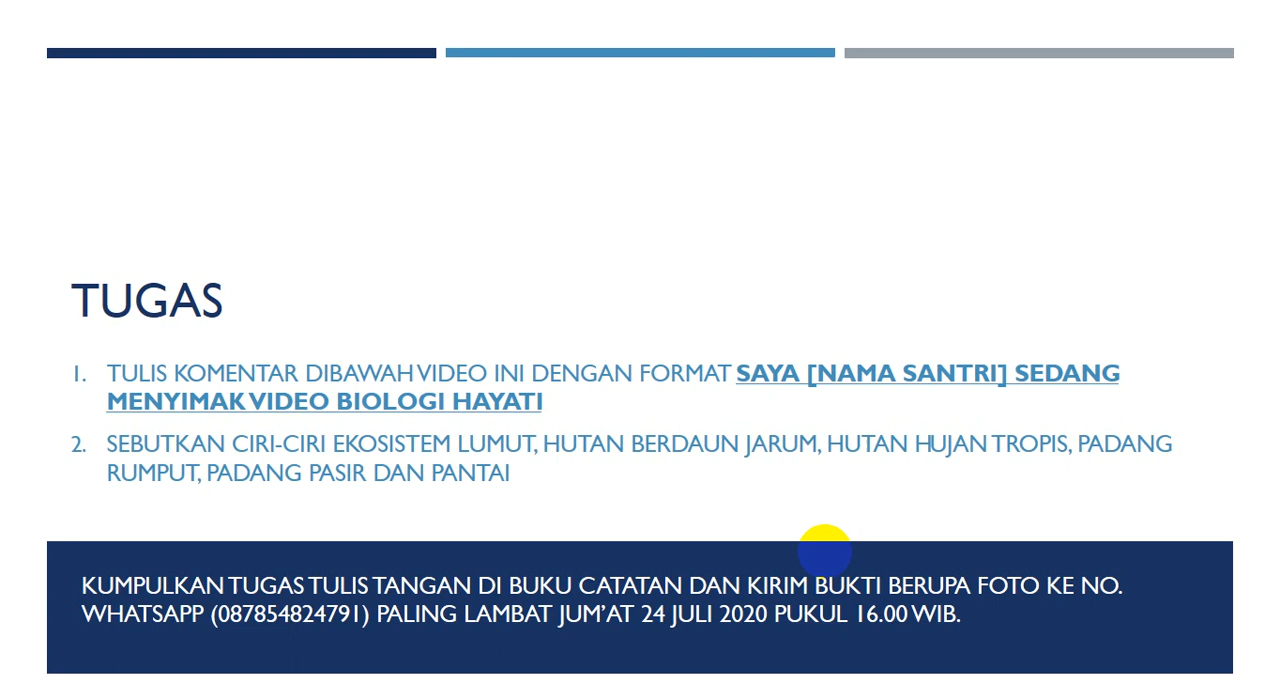 TUGAS
1. TULIS KOMENTAR DIBAWAH VIDEO INI DENGAN FORMAT SAYA [NAMA SANTRI] SEDANG
MENYIMAK VIDEO BIOLOGI HAYATI
2. SEBUTKAN CIRI-CIRI EKOSISTEM LUMUT, HUTAN BERDAUN JARUM, HUTAN HUJAN TROPIS, PADANG
RUMPUT, PADANG PASIR DAN PANTAI
KUMPULKAN TUGAS TULIS TANGAN DI BUKU CATATAN DAN KIRIM BUKTI BERUPA FOTO KE NO.
WHATSAPP (087854824791) PALING LAMBAT JUM’AT 24 JULI 2020 PUKUL 16.00 WIB.